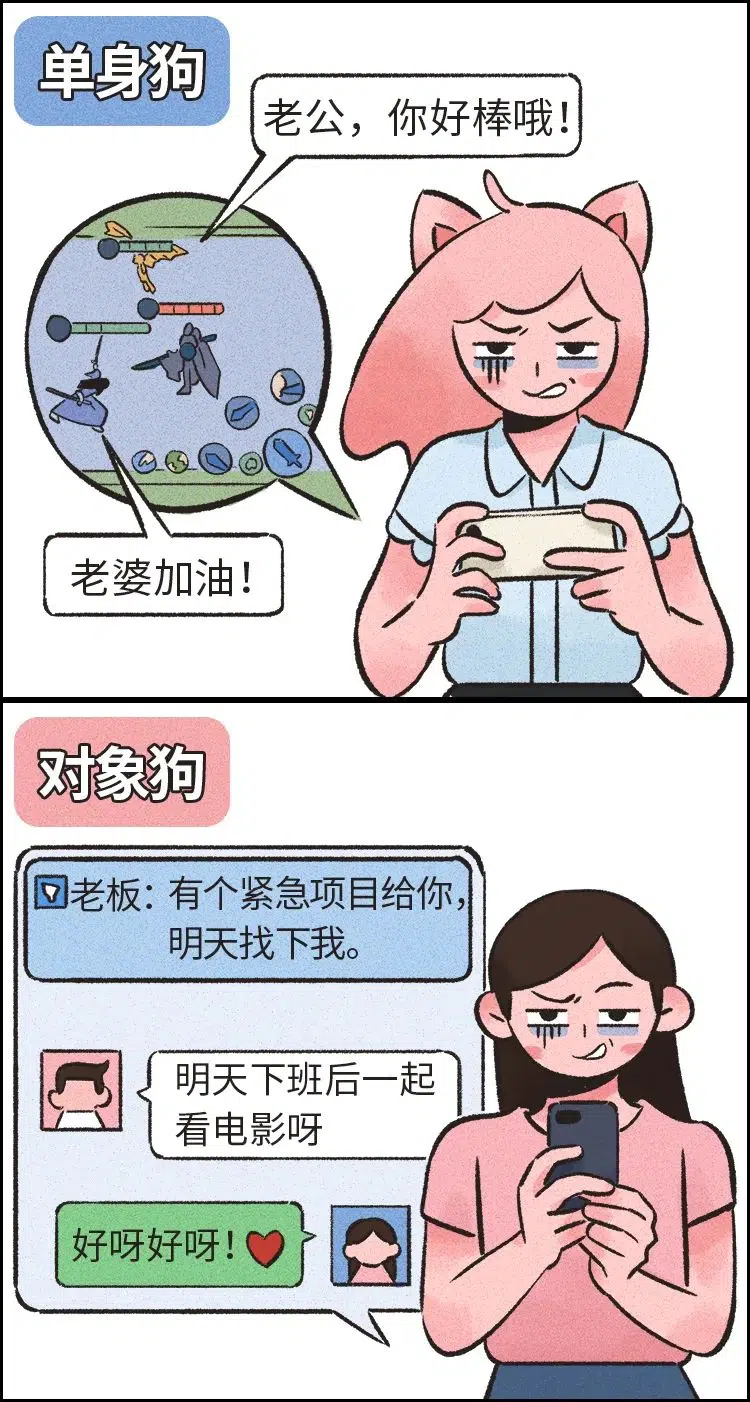 单身狗
老公，你好棒哦！
老婆加油！
对象狗
老板：有个紧急项目给你，
明天找下我。
明天下班后一起
看电影呀
好呀好呀！